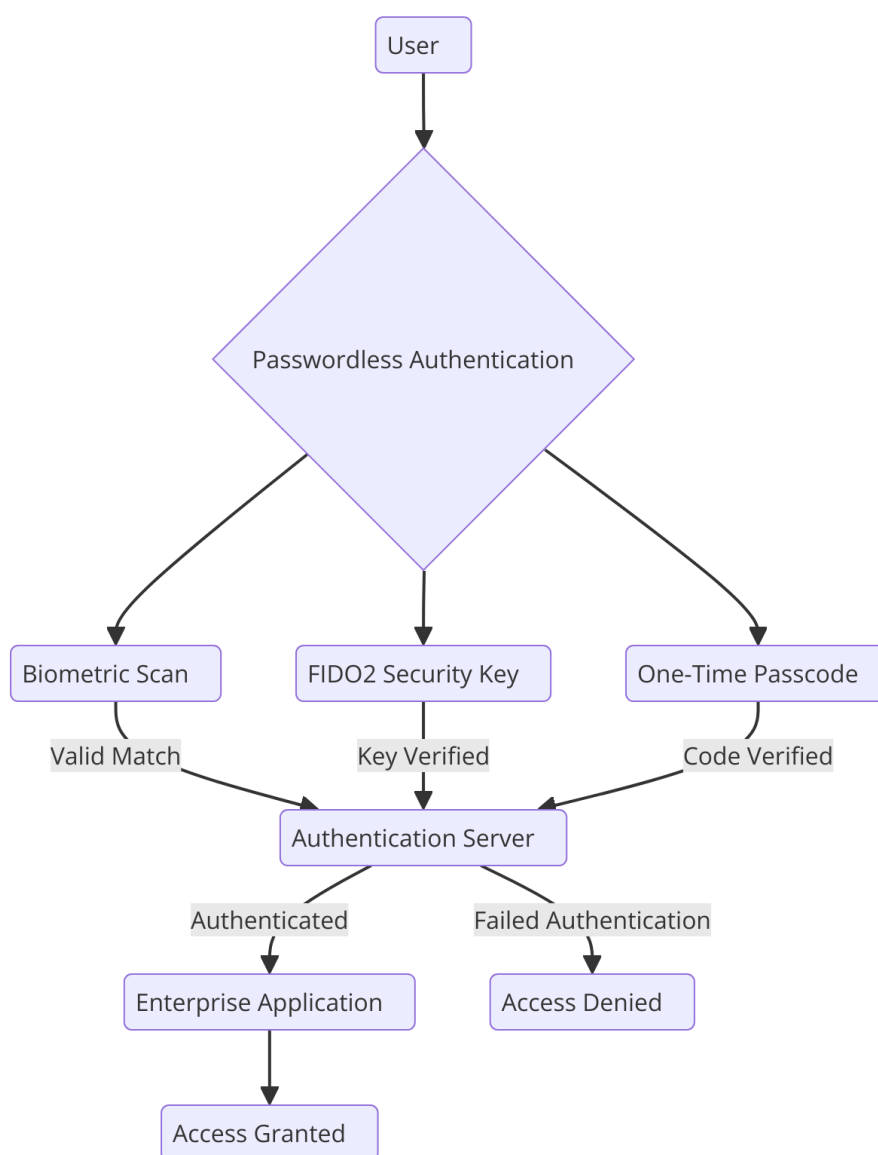 User
Passwordless Authentication
Biometric Scan
FIDO2 Security Key
One-Time Passcode
Valid Match
Key Verified
Code Verified
Authentication Server
Authenticated
Failed Authentication
Enterprise Application
Access Denied
Access Granted